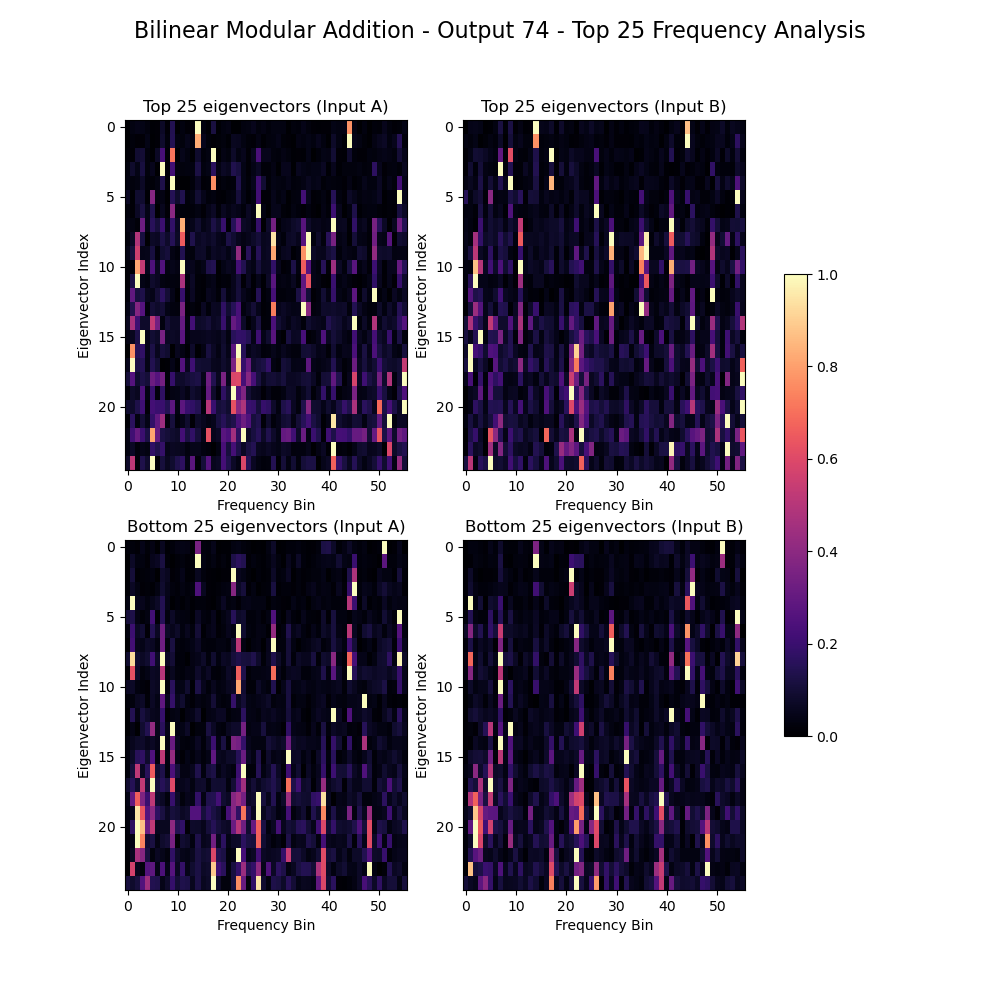 Bilinear Modular Addition - Output 74 - Top 25 Frequency Analysis
Top 25 eigenvectors (Input A)
Top 25 eigenvectors (Input B)
Eigenvector Index
0
5
10
15
20
0 10 20 30 40 50
Frequency Bin
Eigenvector Index
0
5
10
15
20
0 10 20 30 40 50
Frequency Bin
Bottom 25 eigenvectors (Input A)
Bottom 25 eigenvectors (Input B)
Eigenvector Index
0
5
10
15
20
0 10 20 30 40 50
Frequency Bin
Eigenvector Index
0
5
10
15
20
0 10 20 30 40 50
Frequency Bin
1.0
0.8
0.6
0.4
0.2
0.0